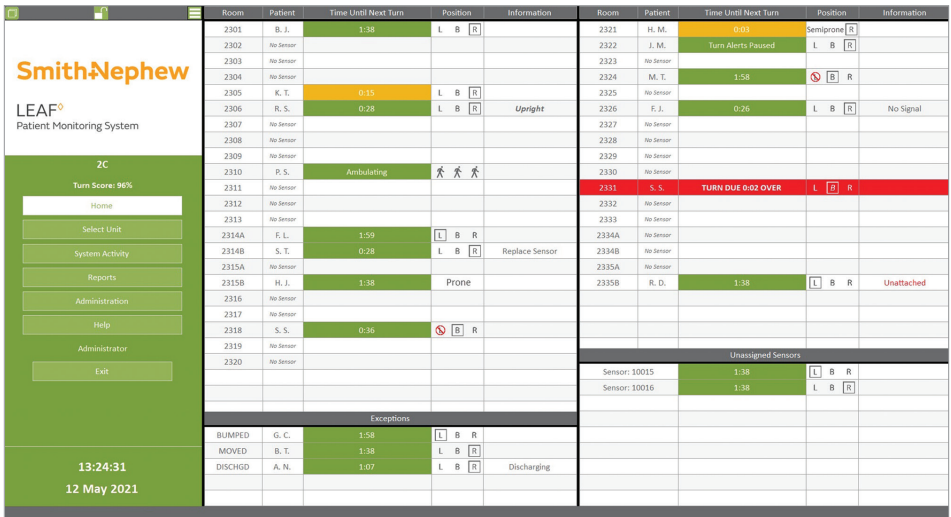 Smith+Nephew
LEAF◊
Patient Monitoring System
2C
Turn Score: 96%
Home
Select Unit
System Activity
Reports
Administration
Help
Administrator
Exit
13:24:31
12 May 2021
Room Patient Time Until Next Turn Position Information
2301 B. J. 1:38 L B R
2302 No Sensor
2303 No Sensor
2304 No Sensor
2305 K. T. 0:15 L B R
2306 R. S. 0:28 L B R Upright
2307 No Sensor
2308 No Sensor
2309 No Sensor
2310 P. S. Ambulating
2311 No Sensor
2312 No Sensor
2313 No Sensor
2314A F. L. 1:59 L B R
2314B S. T. 0:28 L B R Replace Sensor
2315A No Sensor
2315B H. J. 1:38 Prone
2316 No Sensor
2317 No Sensor
2318 S. S. 0:36 L B R
2319 No Sensor
2320 No Sensor
Exceptions
BUMPED G. C. 1:58 L B R
MOVED B. T. 1:38 L B R
DISCHGD A. N. 1:07 L B R Discharging
Room Patient Time Until Next Turn Position Information
2321 H. M. 0:03 Semiprone R
2322 J. M. Turn Alerts Paused L B R
2323 No Sensor
2324 M. T. 1:58 L B R
2325 No Sensor
2326 F. J. 0:26 L B R No Signal
2327 No Sensor
2328 No Sensor
2329 No Sensor
2330 No Sensor
2331 S. S. TURN DUE 0:02 OVER L B R
2332 No Sensor
2333 No Sensor
2334A No Sensor
2334B No Sensor
2335A No Sensor
2335B R. D. 1:38 L B R Unattached
Unassigned Sensors
Sensor: 10015 1:38 L B R
Sensor: 10016 1:38 L B R